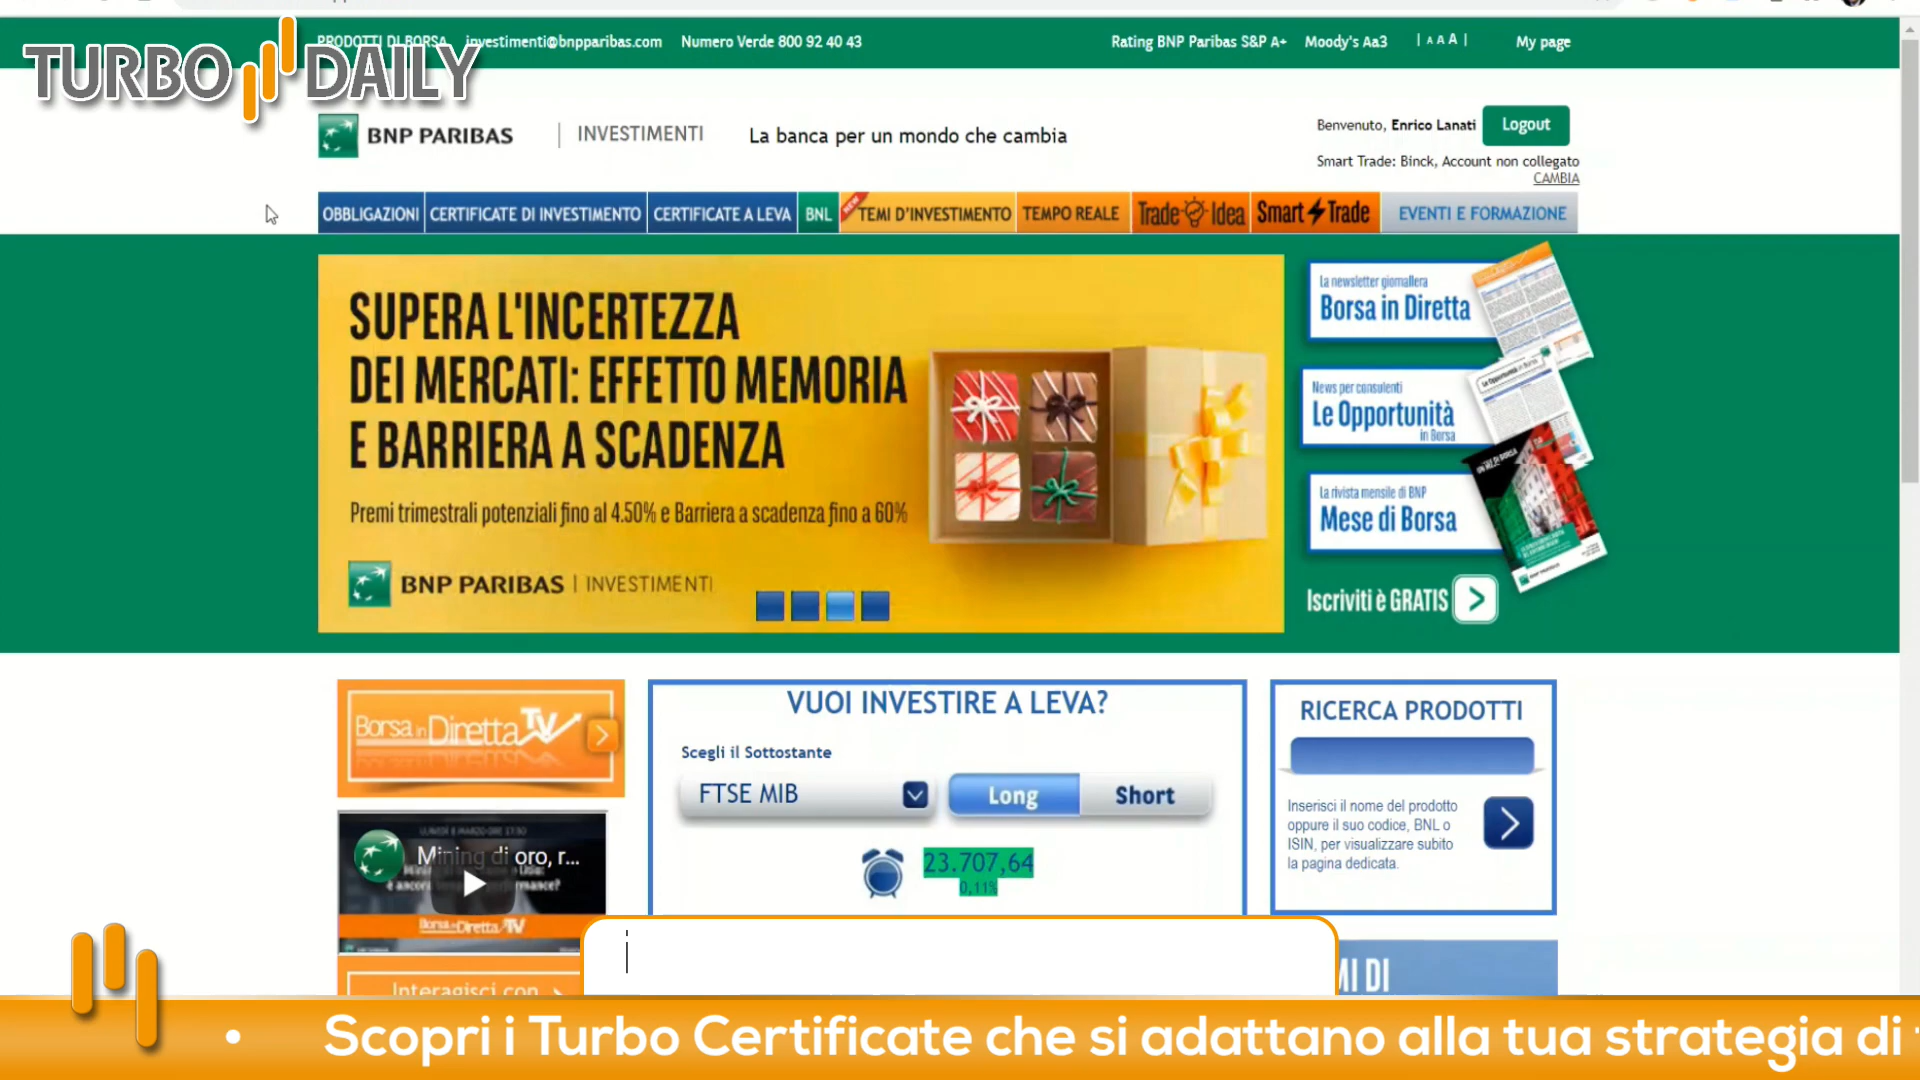 PRODOTTI DI BORSA
investimenti@bnpparibas.com
Numero Verde 800 92 40 43
Rating BNP Paribas S&P A+
Moody's Aa3
| A A A |
My page
TURBO DAILY
BNP PARIBAS
INVESTIMENTI
La banca per un mondo che cambia
Benvenuto, Enrico Lanati
Logout
Smart Trade: Binck, Account non collegato
CAMBIA
OBBLIGAZIONI
CERTIFICATE DI INVESTIMENTO
CERTIFICATE A LEVA
BNL
NEW
TEMI D'INVESTIMENTO
TEMPO REALE
Trade Idea
Smart Trade
EVENTI E FORMAZIONE
SUPERA L'INCERTEZZA
DEI MERCATI: EFFETTO MEMORIA
E BARRIERA A SCADENZA
Premi trimestrali potenziali fino al 4.50% e Barriera a scadenza fino a 60%
BNP PARIBAS | INVESTIMENTI
La newsletter giornaliera
Borsa in Diretta
News per consulenti
Le Opportunità
in Borsa
La rivista mensile di BNP
Mese di Borsa
Iscriviti è GRATIS
Borsa in Diretta TV
VUOI INVESTIRE A LEVA?
Scegli il Sottostante
FTSE MIB
Long
Short
23.707,64
0,11%
RICERCA PRODOTTI
Inserisci il nome del prodotto
oppure il suo codice, BNL o
ISIN, per visualizzare subito
la pagina dedicata.
Mining di oro, r...
Borsa in Diretta TV
Interagisci con
MI DI
• Scopri i Turbo Certificate che si adattano alla tua strategia di